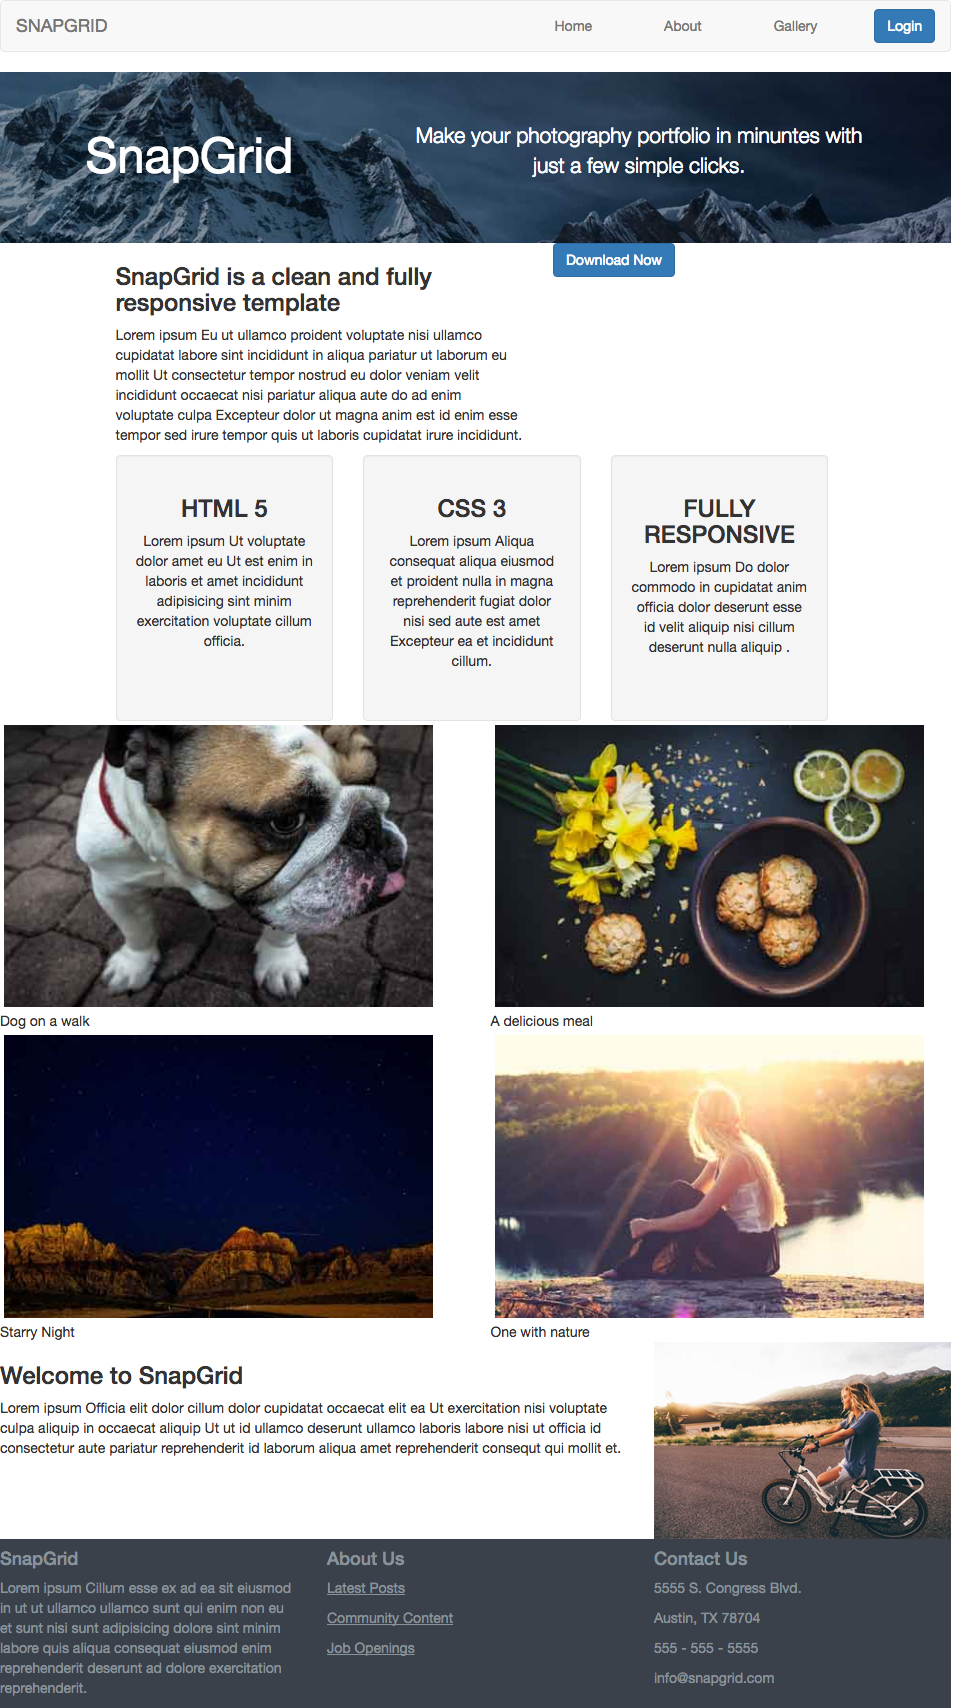 SNAPGRID
Home
About
Gallery
Login
SnapGrid
Make your photography portfolio in minuntes with
just a few simple clicks.
Download Now
SnapGrid is a clean and fully
responsive template
Lorem ipsum Eu ut ullamco proident voluptate nisi ullamco
cupidatat labore sint incididunt in aliqua pariatur ut laborum eu
mollit Ut consectetur tempor nostrud eu dolor veniam velit
incididunt occaecat nisi pariatur aliqua aute do ad enim
voluptate culpa Excepteur dolor ut magna anim est id enim esse
tempor sed irure tempor quis ut laboris cupidatat irure incididunt.
HTML 5
Lorem ipsum Ut voluptate
dolor amet eu Ut est enim in
laboris et amet incididunt
adipisicing sint minim
exercitation voluptate cillum
officia.
CSS 3
Lorem ipsum Aliqua
consequat aliqua eiusmod
et proident nulla in magna
reprehenderit fugiat dolor
nisi sed aute est amet
Excepteur ea et incididunt
cillum.
FULLY
RESPONSIVE
Lorem ipsum Do dolor
commodo in cupidatat anim
officia dolor deserunt esse
id velit aliquip nisi cillum
deserunt nulla aliquip .
Dog on a walk
A delicious meal
Starry Night
One with nature
Welcome to SnapGrid
Lorem ipsum Officia elit dolor cillum dolor cupidatat occaecat elit ea Ut exercitation nisi voluptate
culpa aliquip in occaecat aliquip Ut ut id ullamco deserunt ullamco laboris labore nisi ut officia id
consectetur aute pariatur reprehenderit id laborum aliqua amet reprehenderit consequt qui mollit et.
SnapGrid
Lorem ipsum Cillum esse ex ad ea sit eiusmod
in ut ut ullamco ullamco sunt qui enim non eu
et sunt nisi sunt adipisicing dolore sint minim
labore quis aliqua consequat eiusmod enim
reprehenderit deserunt ad dolore exercitation
reprehenderit.
About Us
Latest Posts
Community Content
Job Openings
Contact Us
5555 S. Congress Blvd.
Austin, TX 78704
555 - 555 - 5555
info@snapgrid.com